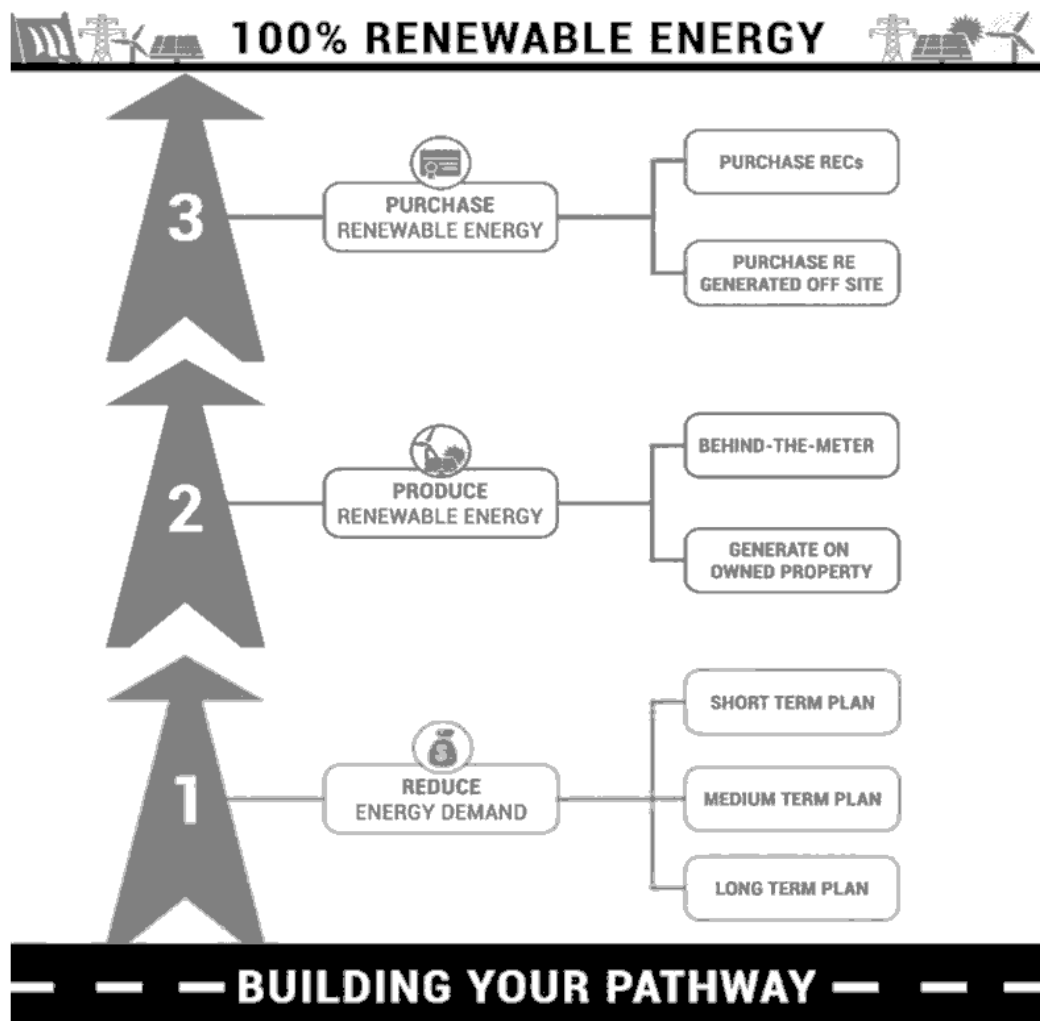 100% RENEWABLE ENERGY
3
PURCHASE
RENEWABLE ENERGY
PURCHASE RECs
PURCHASE RE
GENERATED OFF SITE
2
PRODUCE
RENEWABLE ENERGY
BEHIND-THE-METER
GENERATE ON
OWNED PROPERTY
1
$
REDUCE
ENERGY DEMAND
SHORT TERM PLAN
MEDIUM TERM PLAN
LONG TERM PLAN
BUILDING YOUR PATHWAY